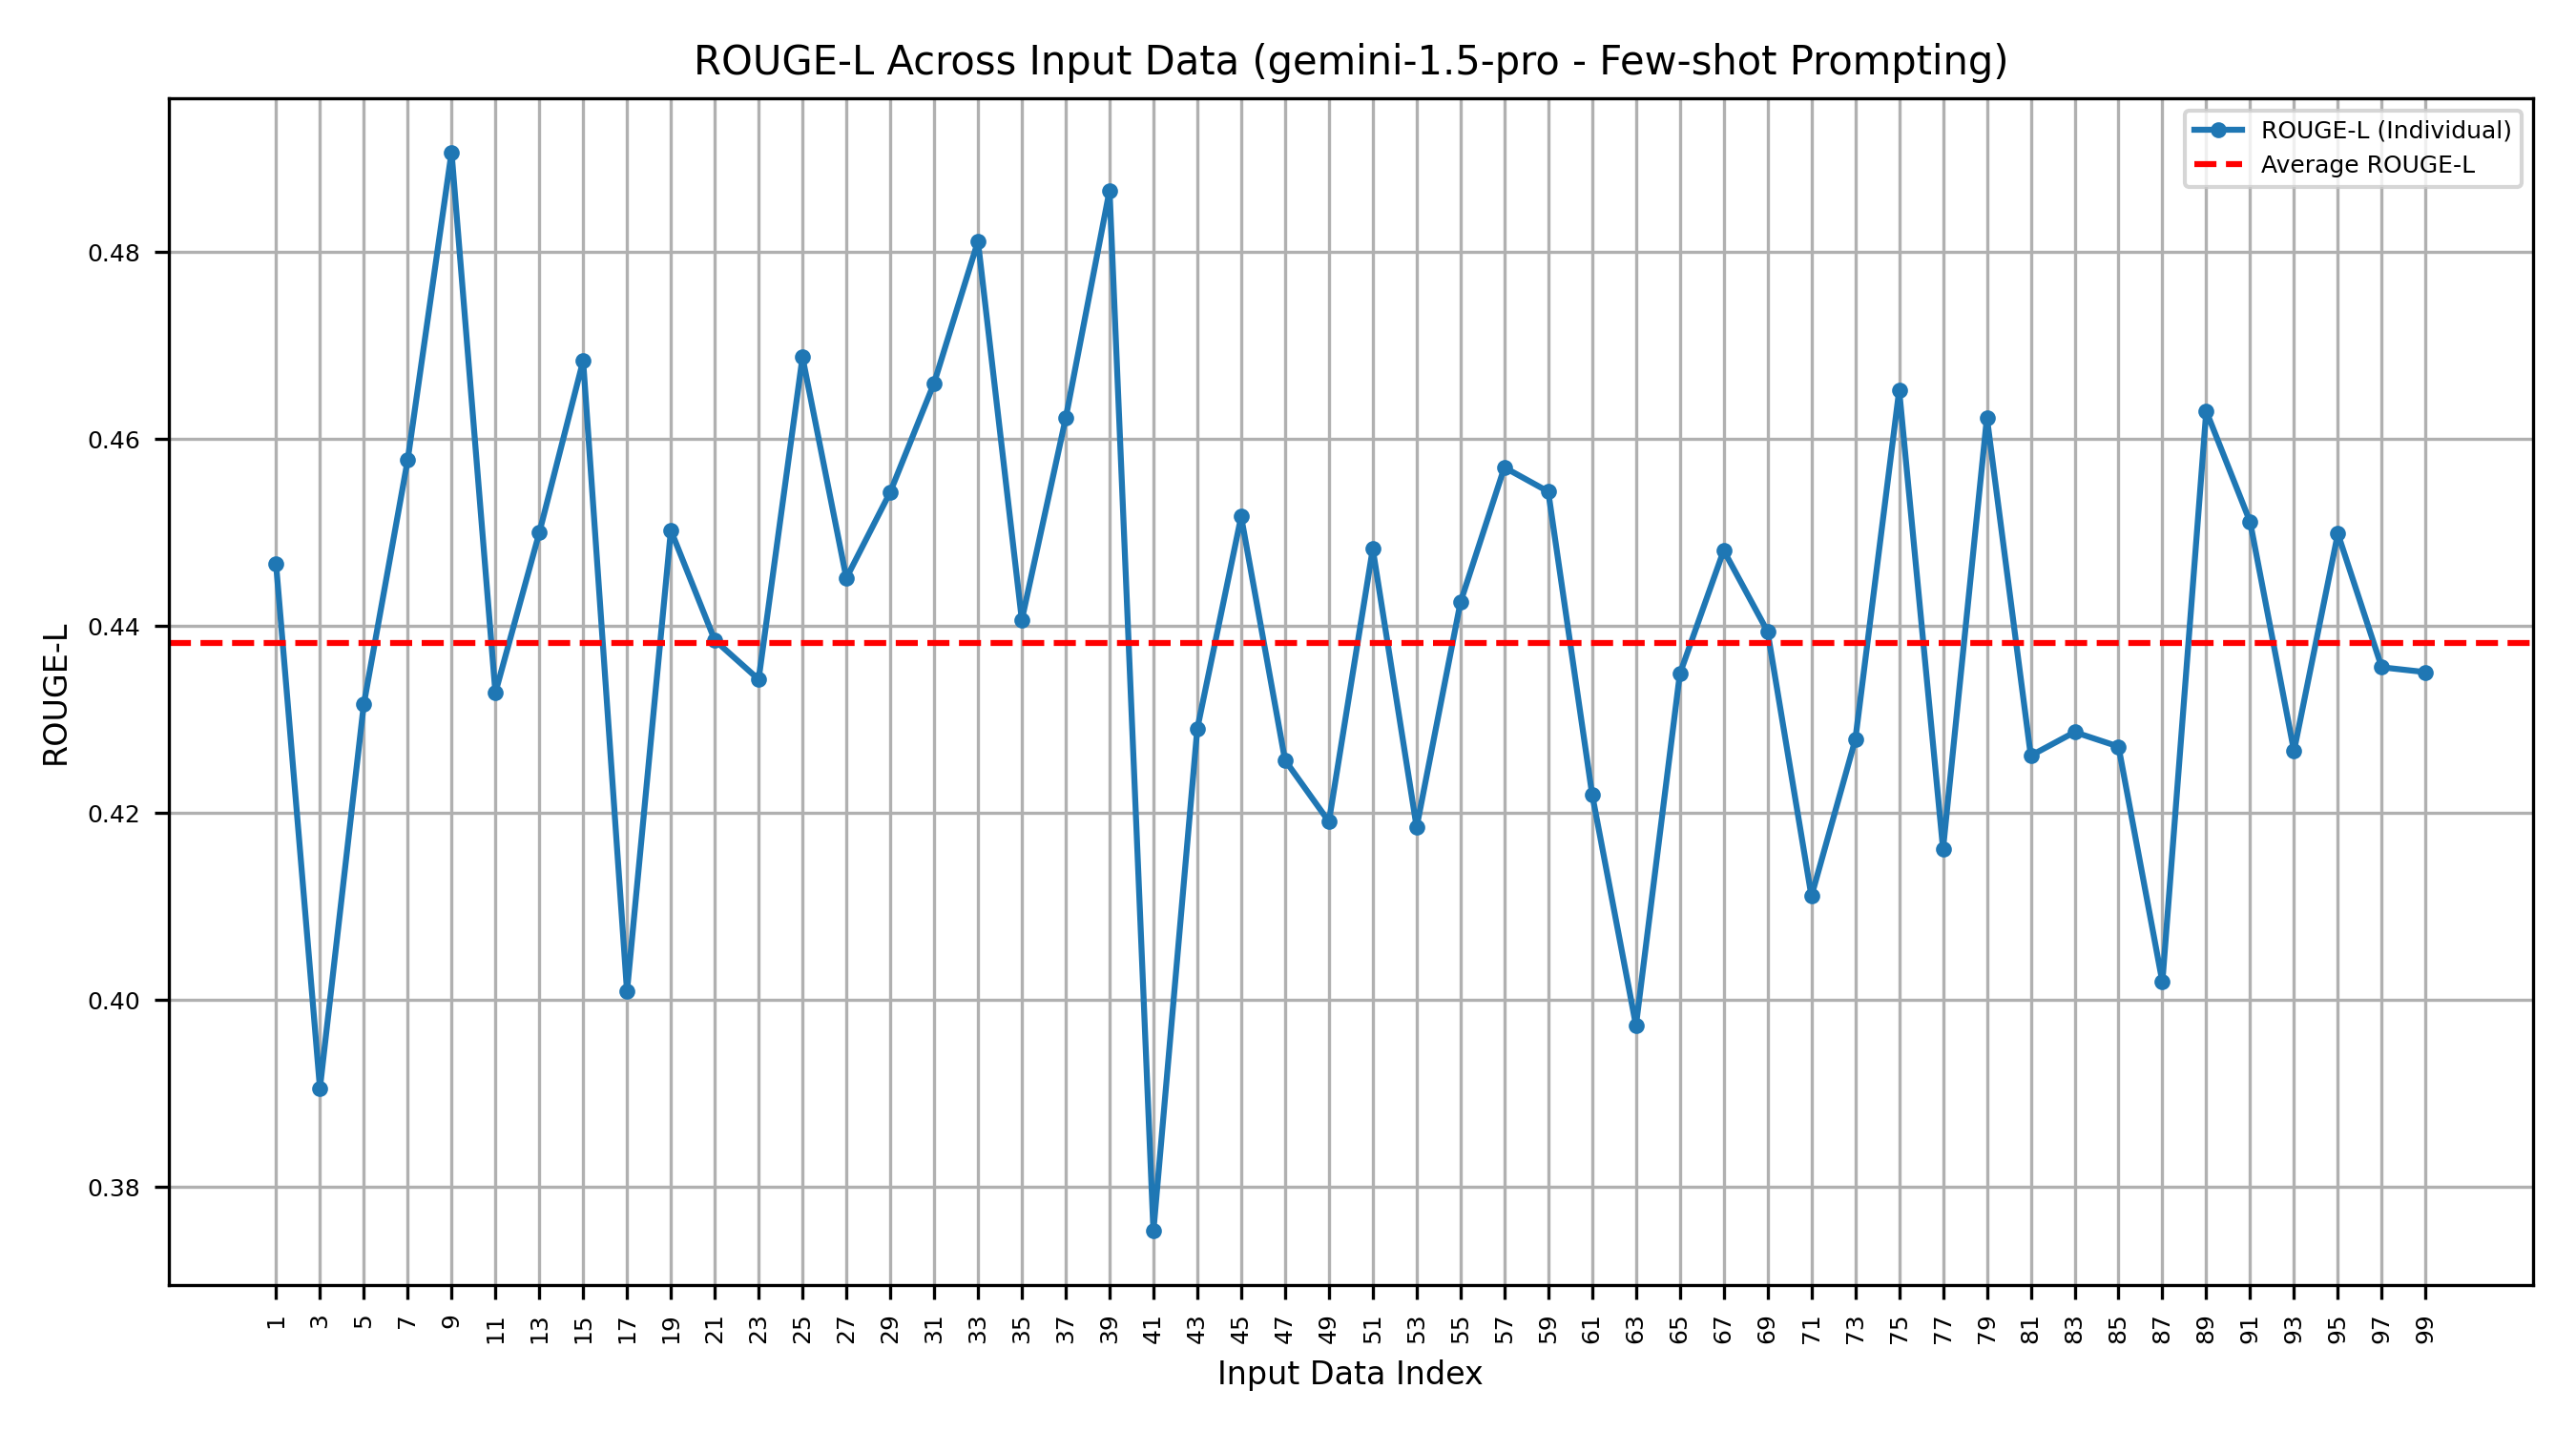 ROUGE-L Across Input Data (gemini-1.5-pro - Few-shot Prompting)
ROUGE-L (Individual)
Average ROUGE-L
ROUGE-L
0.48
0.46
0.44
0.42
0.40
0.38
1 3 5 7 9 11 13 15 17 19 21 23 25 27 29 31 33 35 37 39 41 43 45 47 49 51 53 55 57 59 61 63 65 67 69 71 73 75 77 79 81 83 85 87 89 91 93 95 97 99
Input Data Index